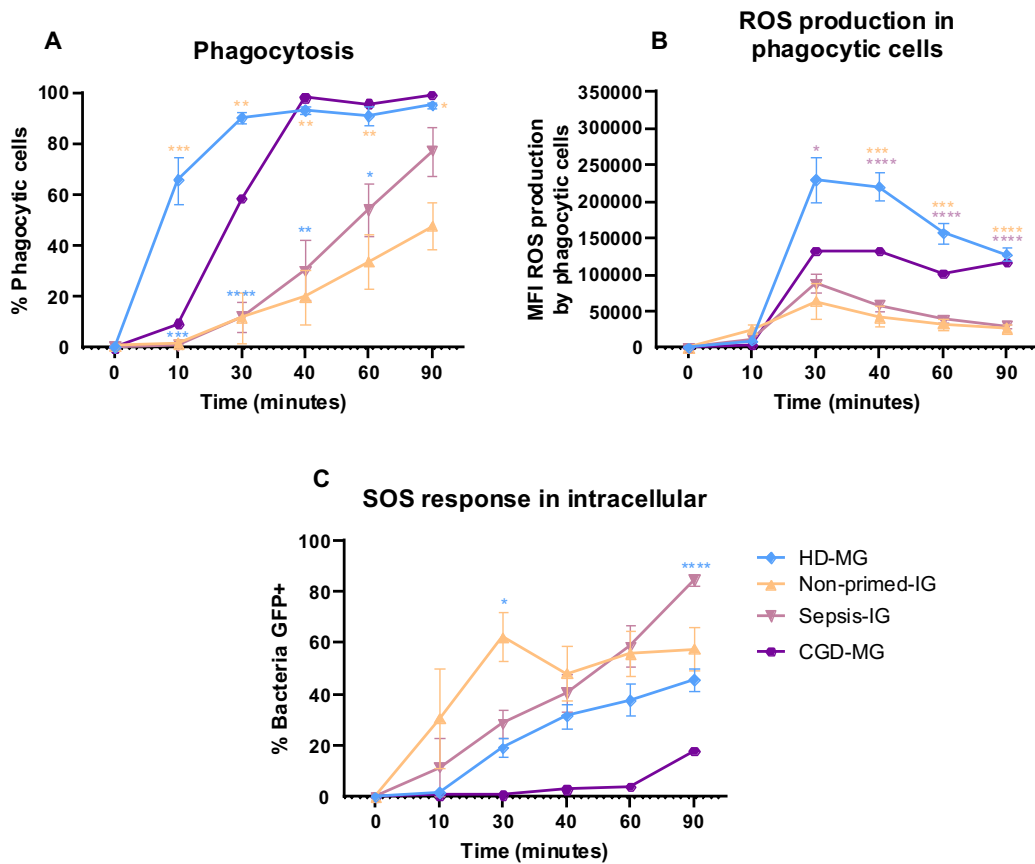 A
Phagocytosis
% Phagocytic cells
100
80
60
40
20
0
***
**
**
**
*
*
**
****
***
0 10 30 40 60 90
Time (minutes)
B
ROS production in
phagocytic cells
MFI ROS production
by phagocytic cells
350000
300000
250000
200000
150000
100000
50000
0
*
***
****
***
****
****
****
0 10 30 40 60 90
Time (minutes)
C
SOS response in intracellular
% Bacteria GFP+
100
80
60
40
20
0
*
****
0 10 30 40 60 90
Time (minutes)
HD-MG
Non-primed-IG
Sepsis-IG
CGD-MG